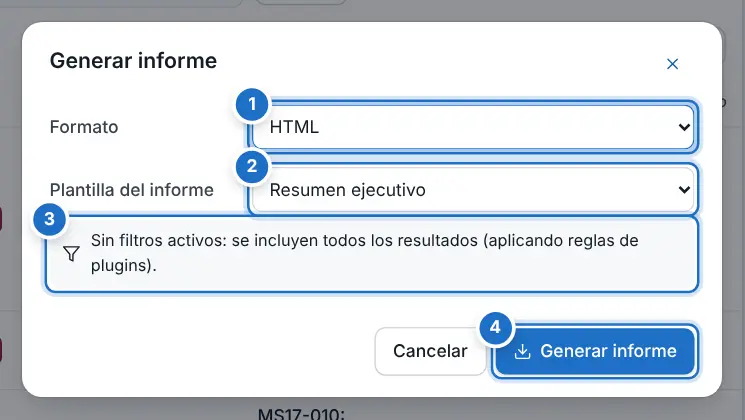 Generar informe
1
Formato
HTML
2
Plantilla del informe
Resumen ejecutivo
3
Sin filtros activos: se incluyen todos los resultados (aplicando reglas de
plugins).
Cancelar
4
Generar informe
MS17-010: